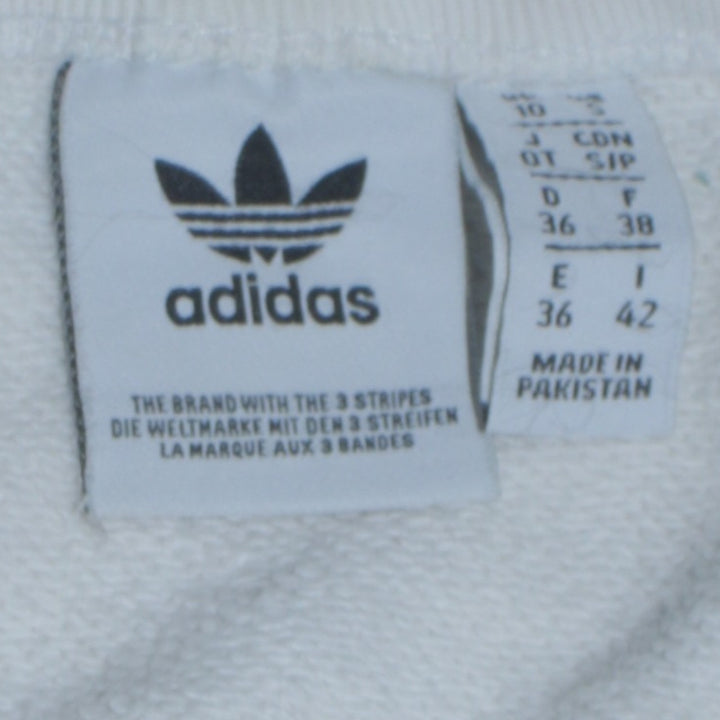 adidas
THE BRAND WITH THE 3 STRIPES
DIE WELTMARKE MIT DEN 3 STREIFEN
LA MARQUE AUX 3 BANDES
10 S
J CDN
OT S/P
D F
36 38
E I
36 42
MADE IN
PAKISTAN